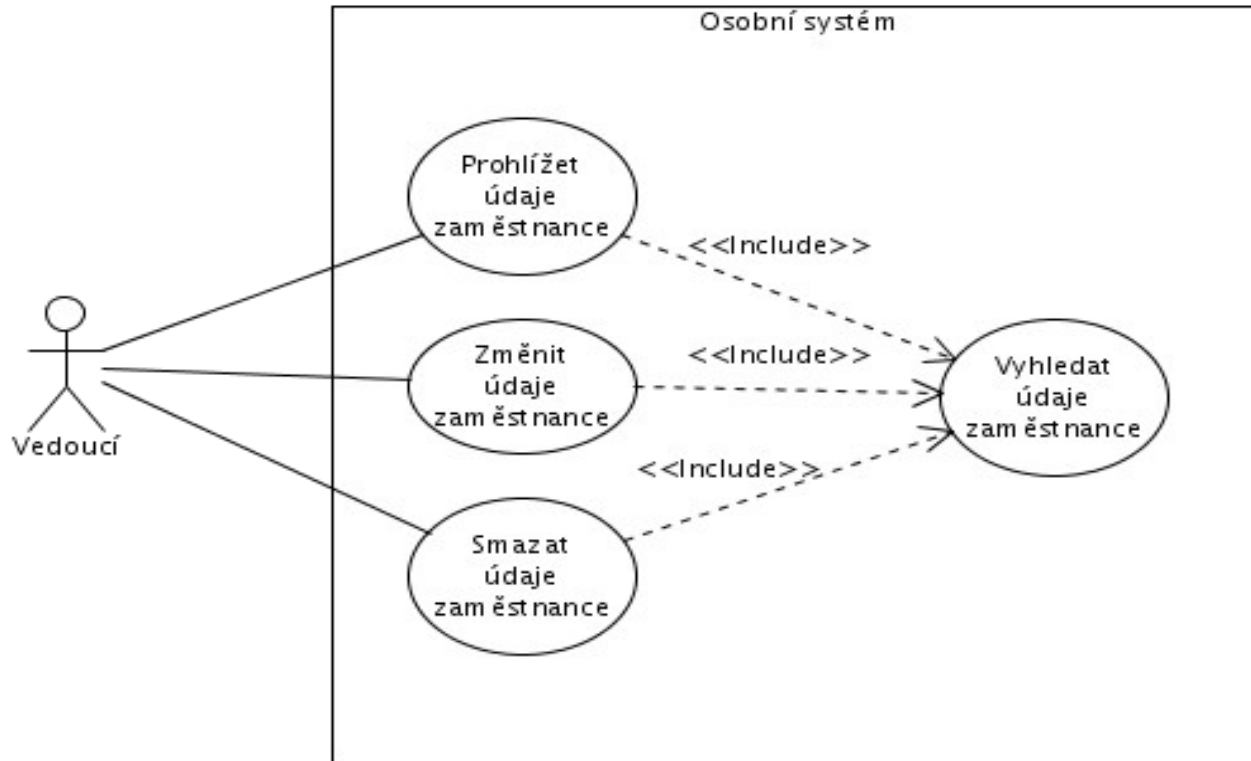 Osobní systém
Prohlížet
údaje
zaměstnance
<<Include>>
Vedoucí
Změnit
údaje
zaměstnance
<<Include>>
Vyhledat
údaje
zaměstnance
<<Include>>
Smazat
údaje
zaměstnance